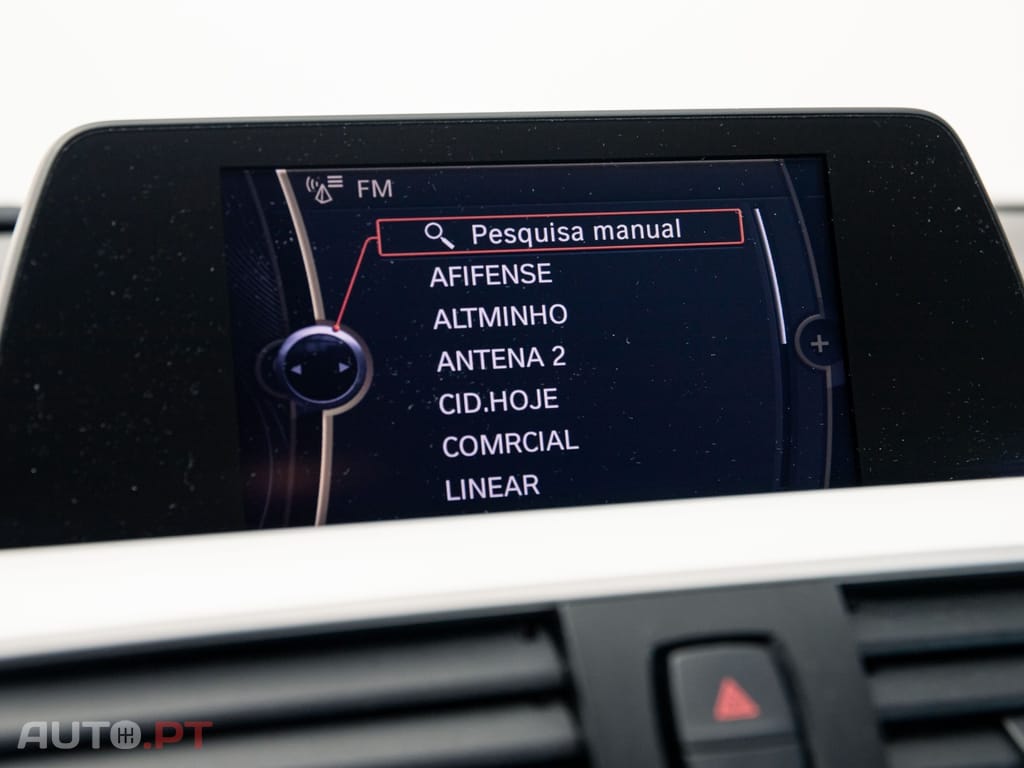 FM
Pesquisa manual
AFIFENSE
ALTMINHO
ANTENA 2
CID.HOJE
COMRCIAL
LINEAR
AUTO.PT